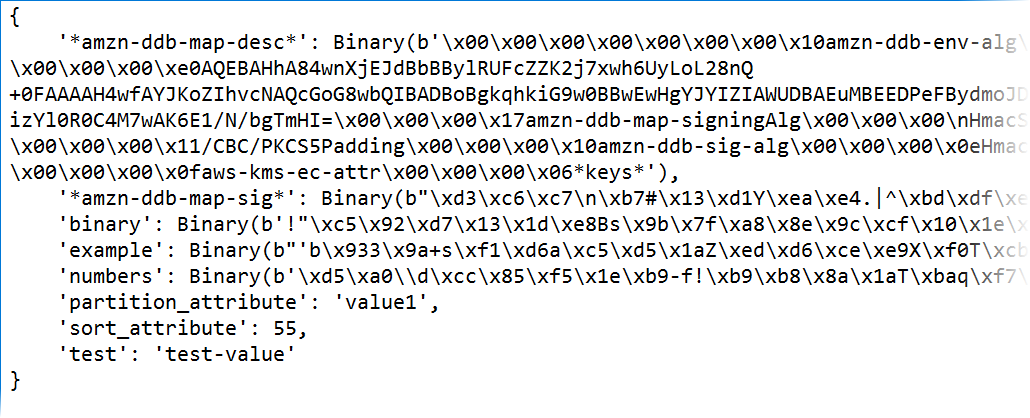 {
    '*amzn-ddb-map-desc*': Binary(b'\x00\x00\x00\x00\x00\x00\x00\x10amzn-ddb-env-alg\
\x00\x00\x00\xe0AQEBAHhA84wnXjEJdBbBBylRUFcZZK2j7xwh6UyLoL28nQ
+0FAAAAH4wfAYJKoZIhvcNAQcGoG8wbQIBADBoBgkqhkiG9w0BBwEwHgYJYIZIAWUDBAEuMBEEDPeFBydmoJD
izYl0R0C4M7wAK6E1/N/bgTmHI=\x00\x00\x00\x17amzn-ddb-map-signingAlg\x00\x00\x00\nHmacS
\x00\x00\x00\x11/CBC/PKCS5Padding\x00\x00\x00\x10amzn-ddb-sig-alg\x00\x00\x00\x0eHmac
\x00\x00\x00\x0faws-kms-ec-attr\x00\x00\x00\x06*keys*'),
    '*amzn-ddb-map-sig*': Binary(b"\xd3\xc6\xc7\n\xb7#\x13\xd1Y\xea\xe4.|^\xbd\xdf\xe
    'binary': Binary(b'!"\xc5\x92\xd7\x13\x1d\xe8Bs\x9b\x7f\xa8\x8e\x9c\xcf\x10\x1e\x
    'example': Binary(b"'b\x933\x9a+s\xf1\xd6a\xc5\xd5\x1aZ\xed\xd6\xce\xe9X\xf0T\xcb
    'numbers': Binary(b'\xd5\xa0\\d\xcc\x85\xf5\x1e\xb9-f!\xb9\xb8\x8a\x1aT\xbaq\xf7\
    'partition_attribute': 'value1',
    'sort_attribute': 55,
    'test': 'test-value'
}